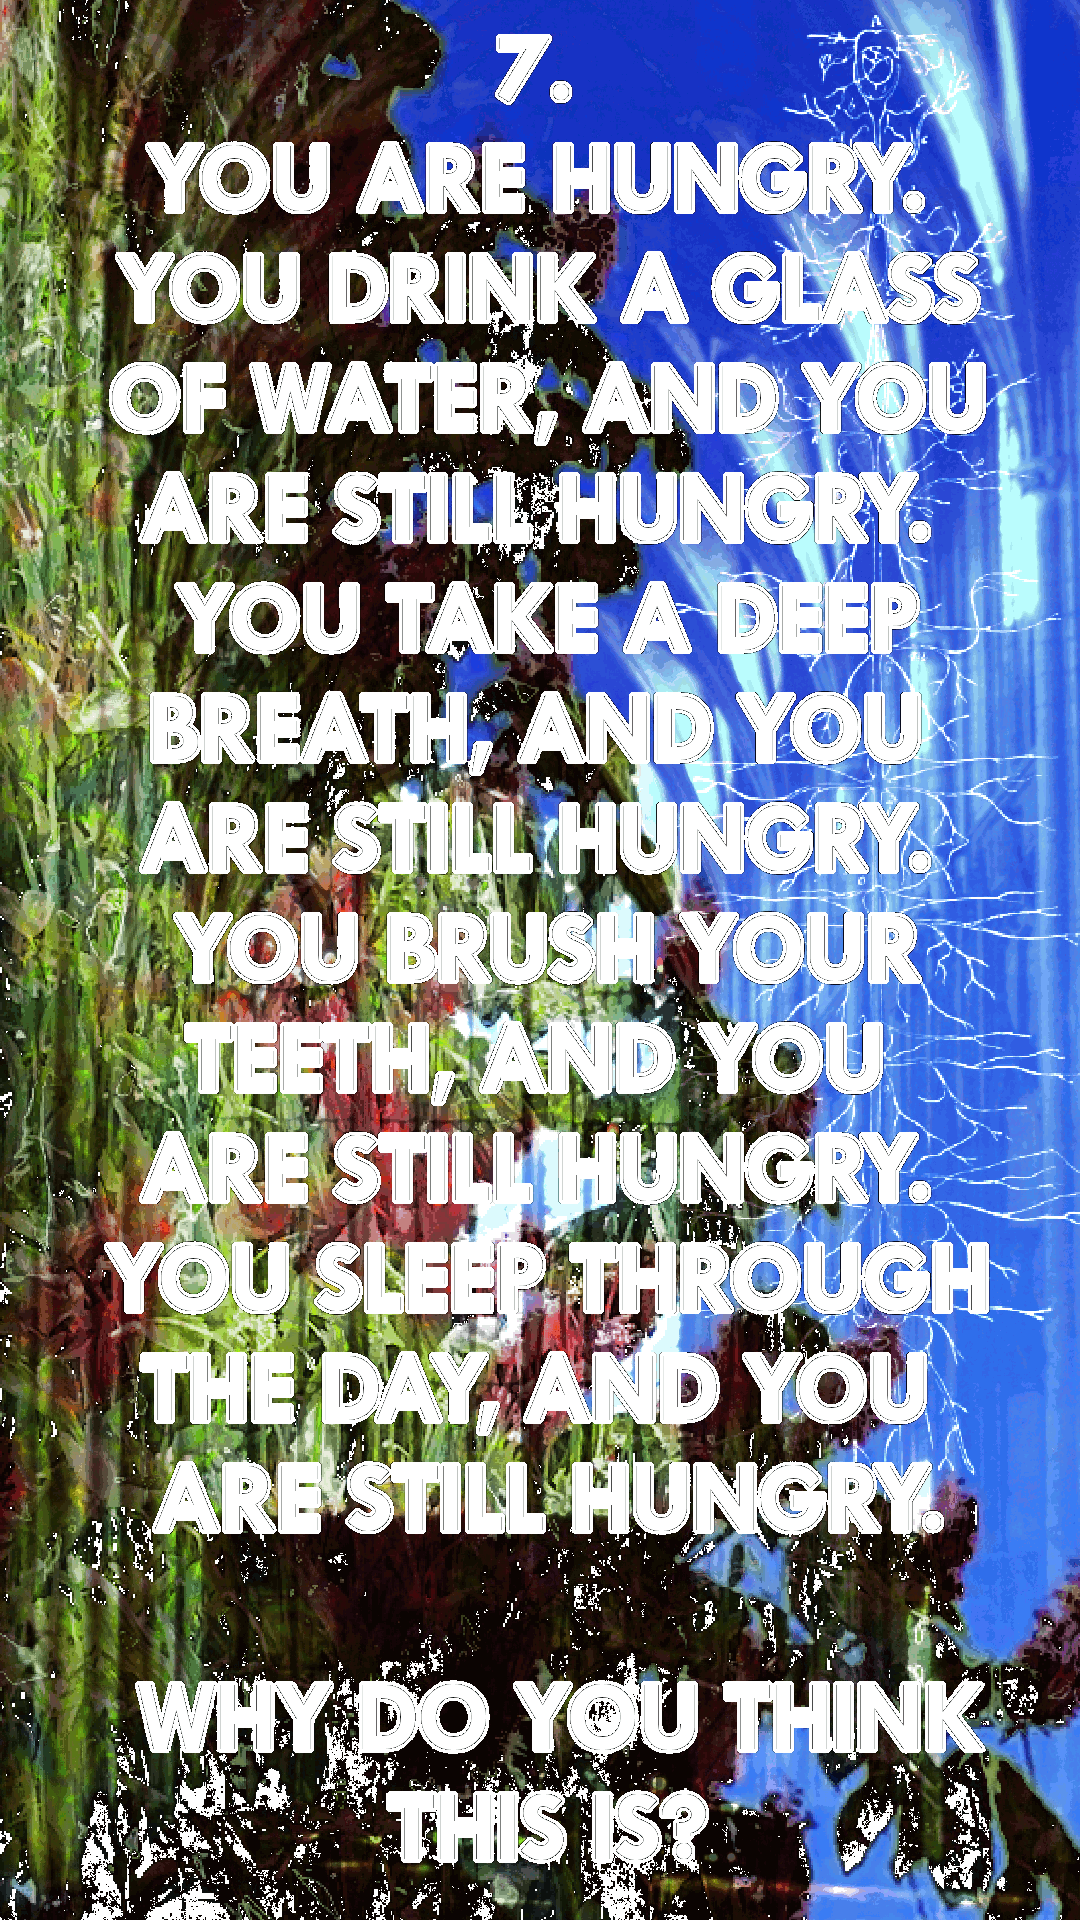 7.
YOU ARE HUNGRY.
YOU DRINK A GLASS
OF WATER, AND YOU
ARE STILL HUNGRY.
YOU TAKE A DEEP
BREATH, AND YOU
ARE STILL HUNGRY.
YOU BRUSH YOUR
TEETH, AND YOU
ARE STILL HUNGRY.
YOU SLEEP THROUGH
THE DAY, AND YOU
ARE STILL HUNGRY.
WHY DO YOU THINK
THIS IS?